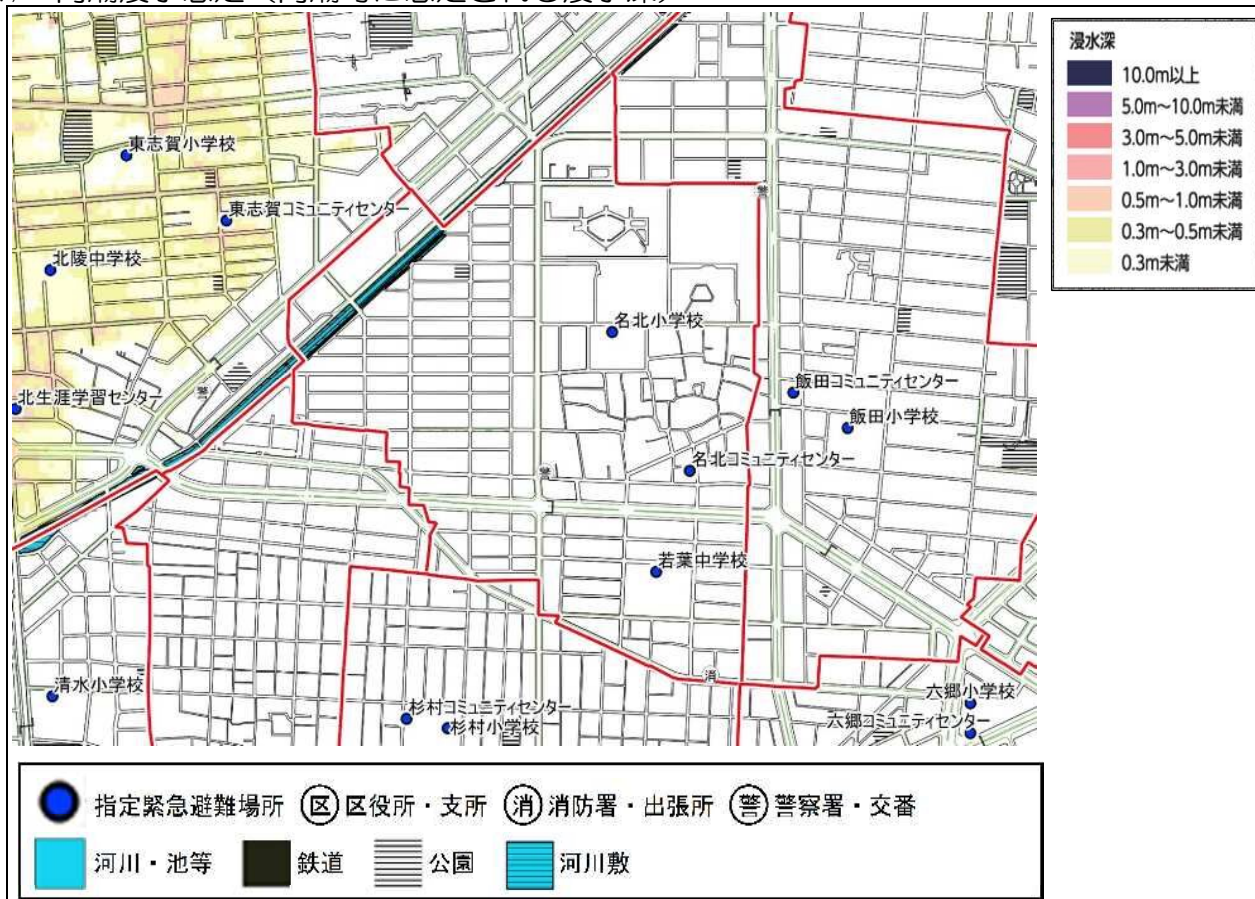 浸水深
10.0m以上
5.0m～10.0m未満
3.0m～5.0m未満
1.0m～3.0m未満
0.5m～1.0m未満
0.3m～0.5m未満
0.3m未満
東志賀小学校
東志賀コミュニティセンター
北陵中学校
警
名北小学校
北生涯学習センター
警
飯田コミュニティセンター
飯田小学校
名北コミュニティセンター
警
若葉中学校
消
清水小学校
杉村コミュニティセンター
杉村小学校
六郷小学校
六郷コミュニティセンター
指定緊急避難場所 区 区役所・支所 消 消防署・出張所 警 警察署・交番
河川・池等 鉄道 公園 河川敷